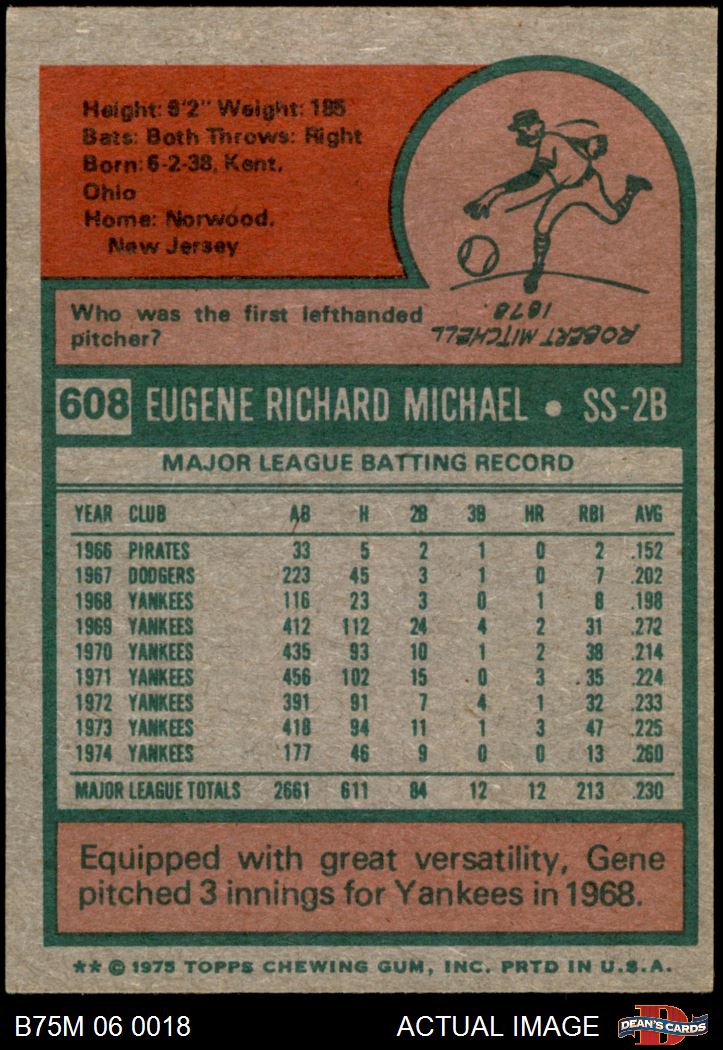 Height: 6'2" Weight: 185
Bats: Both Throws: Right
Born: 6-2-38, Kent,
Ohio
Home: Norwood,
New Jersey
Who was the first lefthanded
pitcher?
ROBERT MITCHELL
1878.
608 EUGENE RICHARD MICHAEL • SS-2B
MAJOR LEAGUE BATTING RECORD
YEAR CLUB AB H 2B 3B HR RBI AVG
1966 PIRATES 33 5 2 1 0 2 .152
1967 DODGERS 223 45 3 1 0 7 .202
1968 YANKEES 116 23 3 0 1 8 .198
1969 YANKEES 412 112 24 4 2 31 .272
1970 YANKEES 435 93 10 1 2 38 .214
1971 YANKEES 456 102 15 0 3 35 .224
1972 YANKEES 391 91 7 4 1 32 .233
1973 YANKEES 418 94 11 1 3 47 .225
1974 YANKEES 177 46 9 0 0 13 .260
MAJOR LEAGUE TOTALS 2661 611 84 12 12 213 .230
Equipped with great versatility, Gene
pitched 3 innings for Yankees in 1968.
** © 1975 TOPPS CHEWING GUM, INC. PRTD IN U.S.A.
B75M 06 0018 ACTUAL IMAGE D DEAN'S CARDS